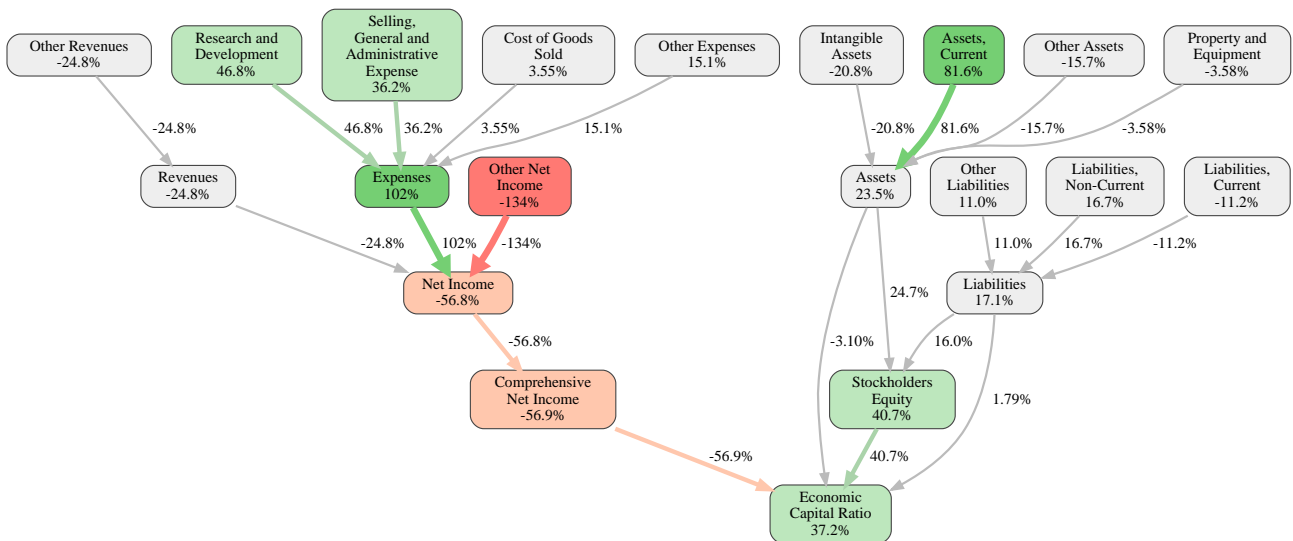 Other Revenues
-24.8%
Research and
Development
46.8%
Selling,
General and
Administrative
Expense
36.2%
Cost of Goods
Sold
3.55%
Other Expenses
15.1%
Intangible
Assets
-20.8%
Assets,
Current
81.6%
Other Assets
-15.7%
Property and
Equipment
-3.58%
-24.8%
46.8%
36.2%
3.55%
15.1%
-20.8%
81.6%
-15.7%
-3.58%
Revenues
-24.8%
Expenses
102%
Other Net
Income
-134%
Assets
23.5%
Other
Liabilities
11.0%
Liabilities,
Non-Current
16.7%
Liabilities,
Current
-11.2%
-24.8%
102%
-134%
11.0%
16.7%
-11.2%
Net Income
-56.8%
24.7%
Liabilities
17.1%
-56.8%
-3.10%
16.0%
Comprehensive
Net Income
-56.9%
Stockholders
Equity
40.7%
1.79%
-56.9%
40.7%
Economic
Capital Ratio
37.2%